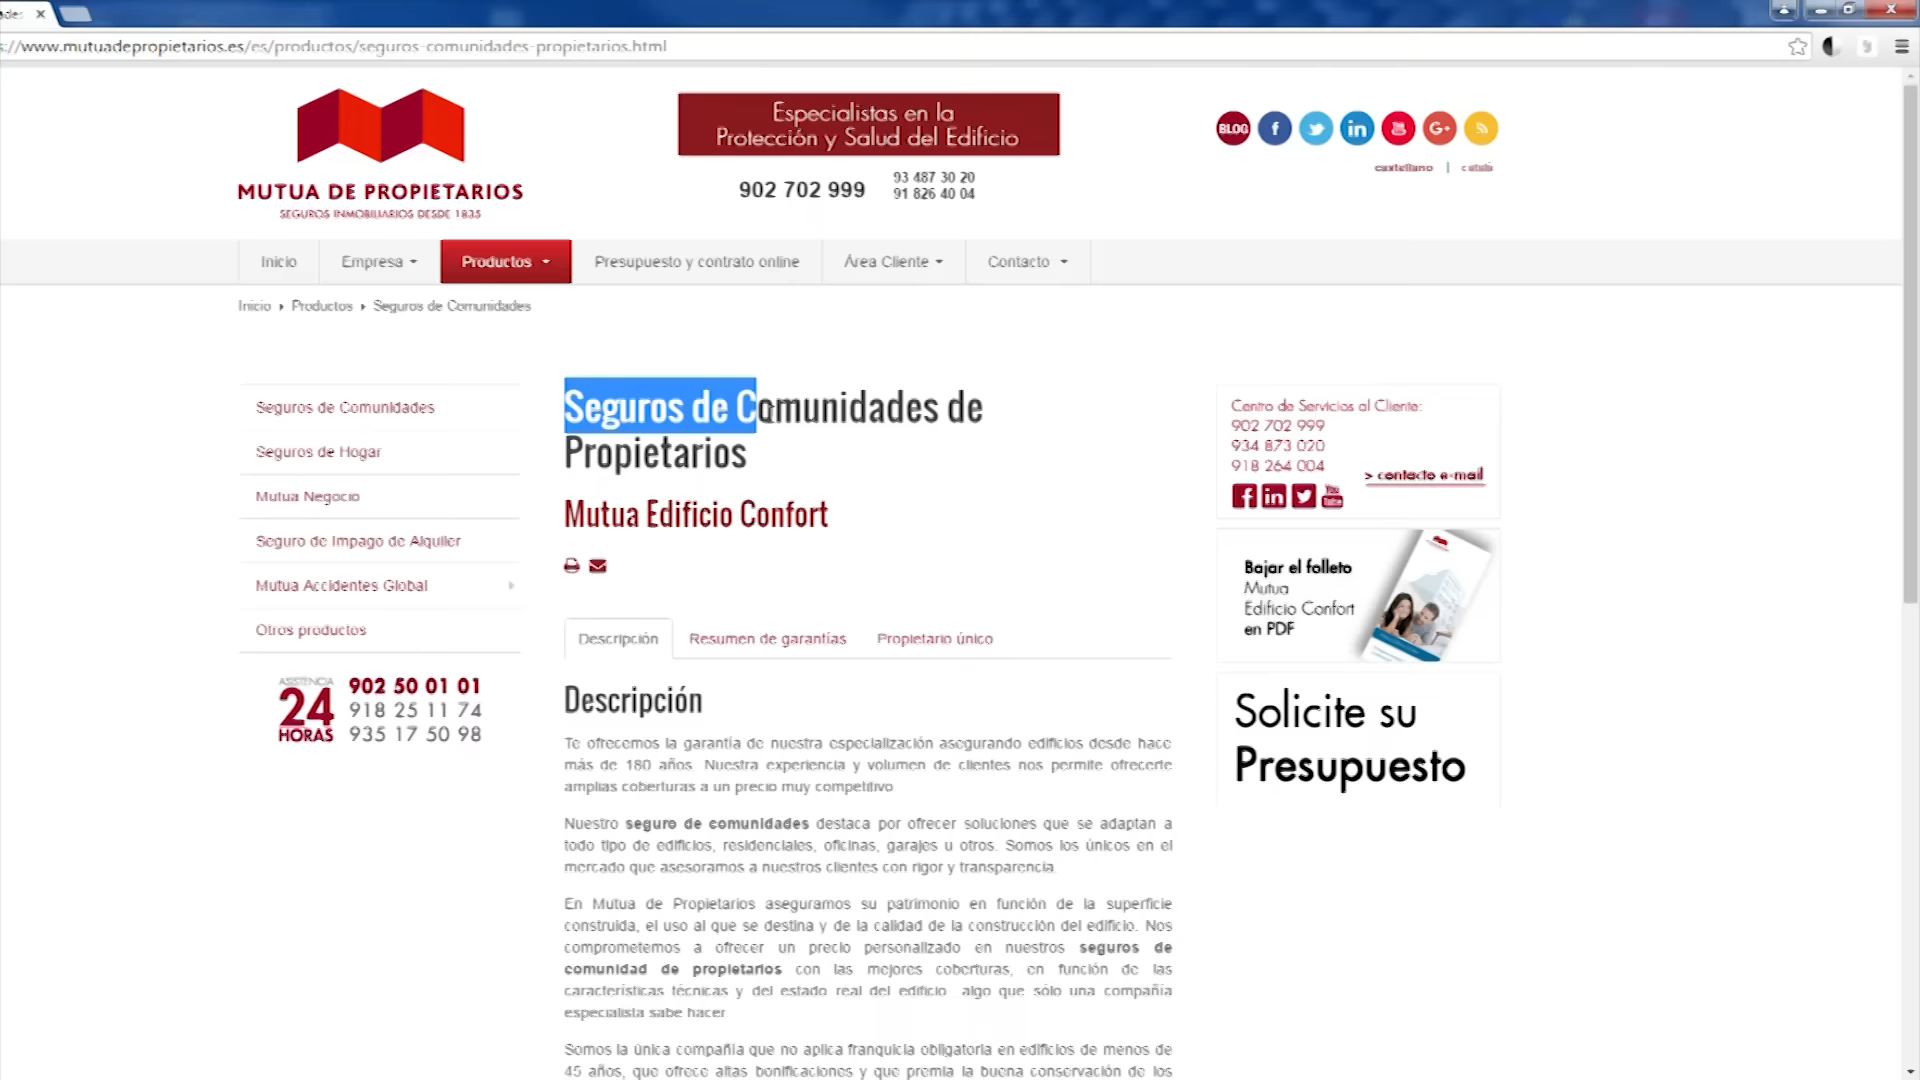 ://www.mutuadepropietarios.es/es/productos/seguros-comunidades-propietarios.html
MUTUA DE PROPIETARIOS
SEGUROS INMOBILIARIOS DESDE 1835
Especialistas en la
Protección y Salud del Edificio
902 702 999
93 487 30 20
91 826 40 04
BLOG
castellano | català
Inicio
Empresa
Productos
Presupuesto y contrato online
Área Cliente
Contacto
Inicio Productos Seguros de Comunidades
Seguros de Comunidades
Seguros de Hogar
Mutua Negocio
Seguro de Impago de Alquiler
Mutua Accidentes Global
Otros productos
ASISTENCIA
24
HORAS
902 50 01 01
918 25 11 74
935 17 50 98
Seguros de Comunidades de
Propietarios
Mutua Edificio Confort
Descripción
Resumen de garantías
Propietario único
Descripción
Te ofrecemos la garantía de nuestra especialización asegurando edificios desde hace
más de 180 años. Nuestra experiencia y volumen de clientes nos permite ofrecerte
amplias coberturas a un precio muy competitivo
Nuestro seguro de comunidades destaca por ofrecer soluciones que se adaptan a
todo tipo de edificios, residenciales, oficinas, garajes u otros. Somos los únicos en el
mercado que asesoramos a nuestros clientes con rigor y transparencia.
En Mutua de Propietarios aseguramos su patrimonio en función de la superficie
construida, el uso al que se destina y de la calidad de la construcción del edificio. Nos
comprometemos a ofrecer un precio personalizado en nuestros seguros de
comunidad de propietarios con las mejores coberturas, en función de las
características técnicas y del estado real del edificio algo que sólo una compañía
especialista sabe hacer
Somos la única compañía que no aplica franquicia obligatoria en edificios de menos de
45 años, que ofrece altas bonificaciones y que premia la buena conservación de los
Centro de Servicios al Cliente:
902 702 999
934 873 020
918 264 004
> contacto e-mail
You
Tube
Bajar el folleto
Mutua
Edificio Confort
en PDF
Solicite su
Presupuesto